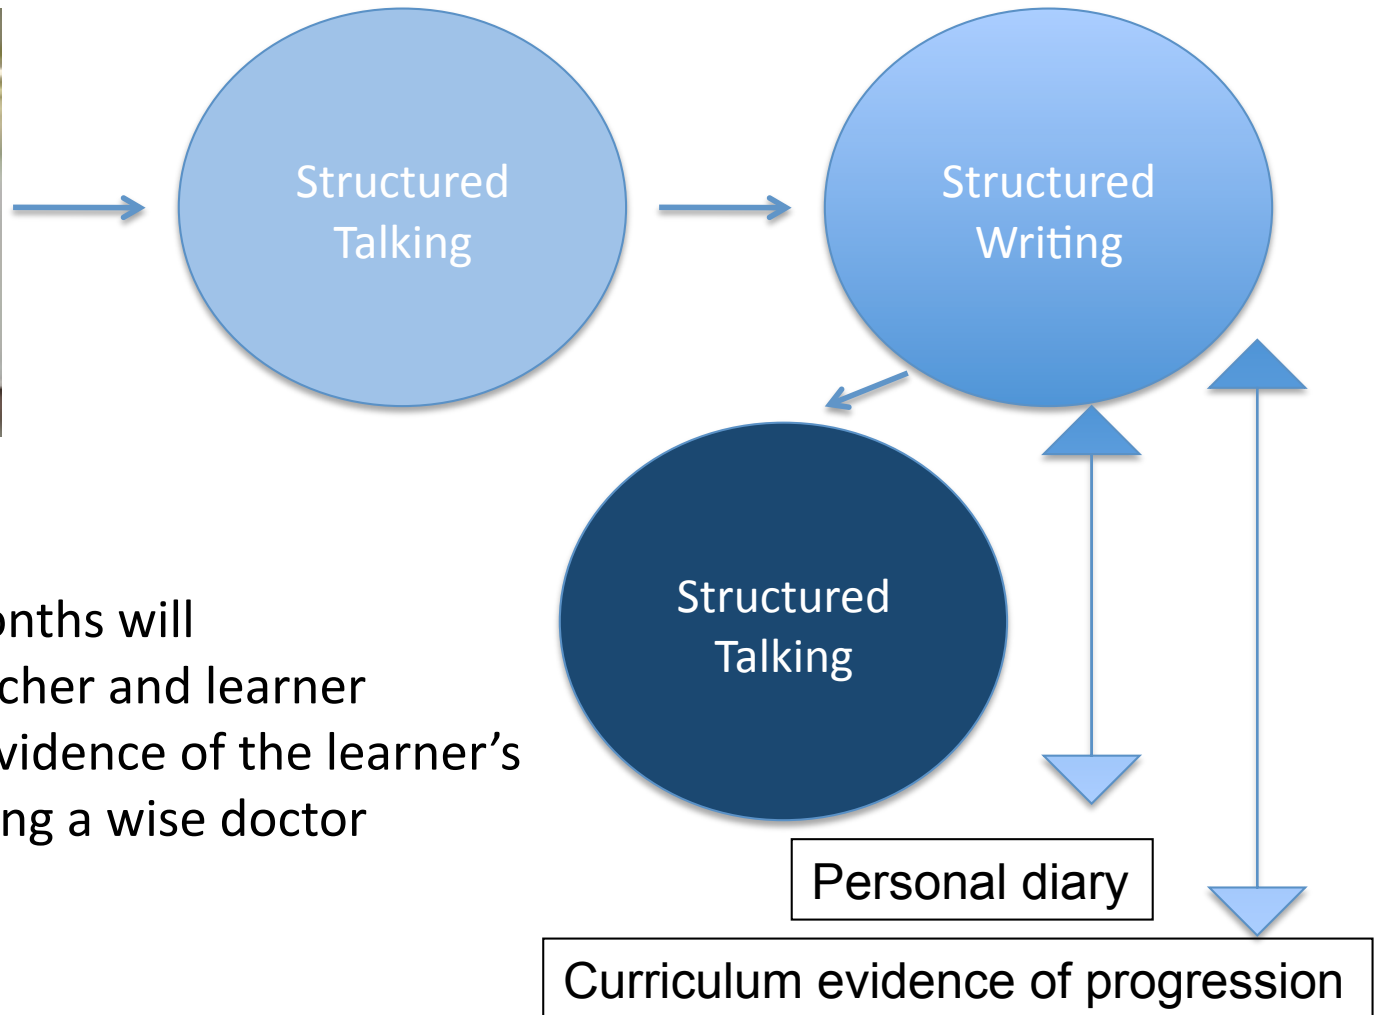 Structured
Talking
Structured
Writing
Structured
Talking
onths will
cher and learner
vidence of the learner’s
ng a wise doctor
Personal diary
Curriculum evidence of progression